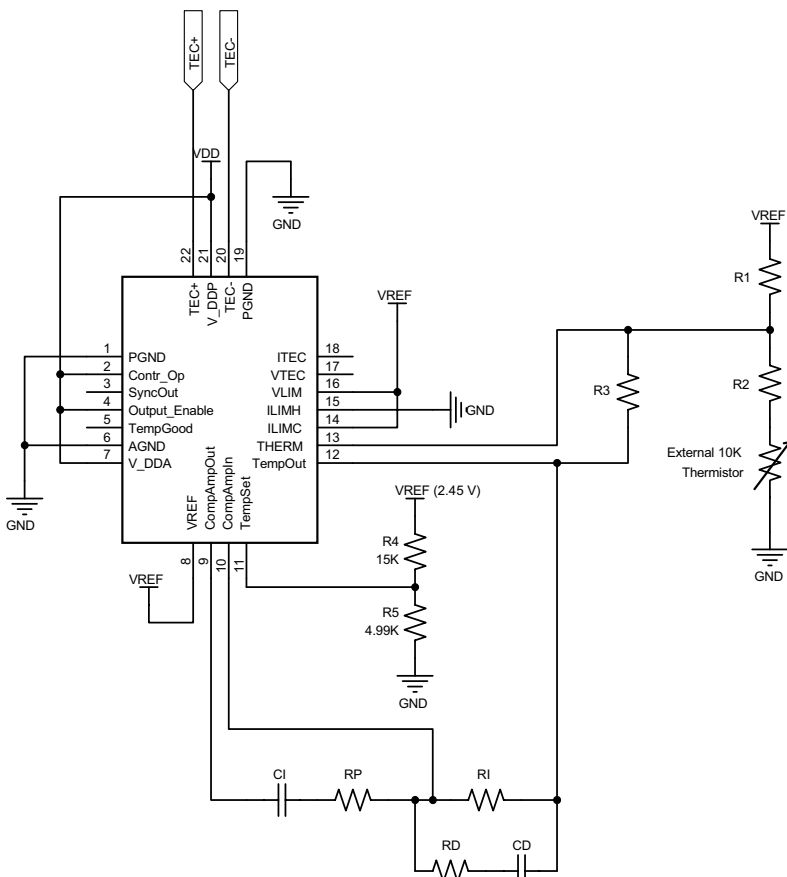 TEC+
TEC-
VDD
GND
22
21
20
19
TEC+
V_DDP
TEC-
PGND
VREF
R1
VREF
1
PGND
2
Contr_Op
3
SyncOut
4
Output_Enable
5
TempGood
6
AGND
7
V_DDA
ITEC
18
VTEC
17
VLIM
16
ILIMH
15
ILIMC
14
THERM
13
TempOut
12
GND
R3
R2
External 10K
Thermistor
GND
GND
VREF
CompAmpOut
CompAmpIn
TempSet
8
9
10
11
VREF
VREF (2.45 V)
R4
15K
R5
4.99K
GND
CI
RP
RI
RD
CD